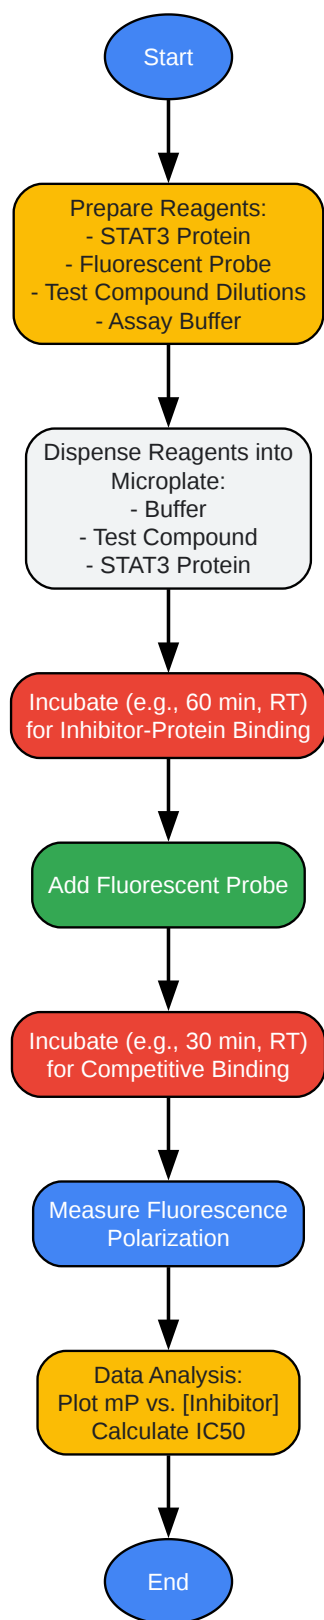 Start
Prepare Reagents:
- STAT3 Protein
- Fluorescent Probe
- Test Compound Dilutions
- Assay Buffer
Dispense Reagents into
Microplate:
- Buffer
- Test Compound
- STAT3 Protein
Incubate (e.g., 60 min, RT)
for Inhibitor-Protein Binding
Add Fluorescent Probe
Incubate (e.g., 30 min, RT)
for Competitive Binding
Measure Fluorescence
Polarization
Data Analysis:
Plot mP vs. [Inhibitor]
Calculate IC50
End